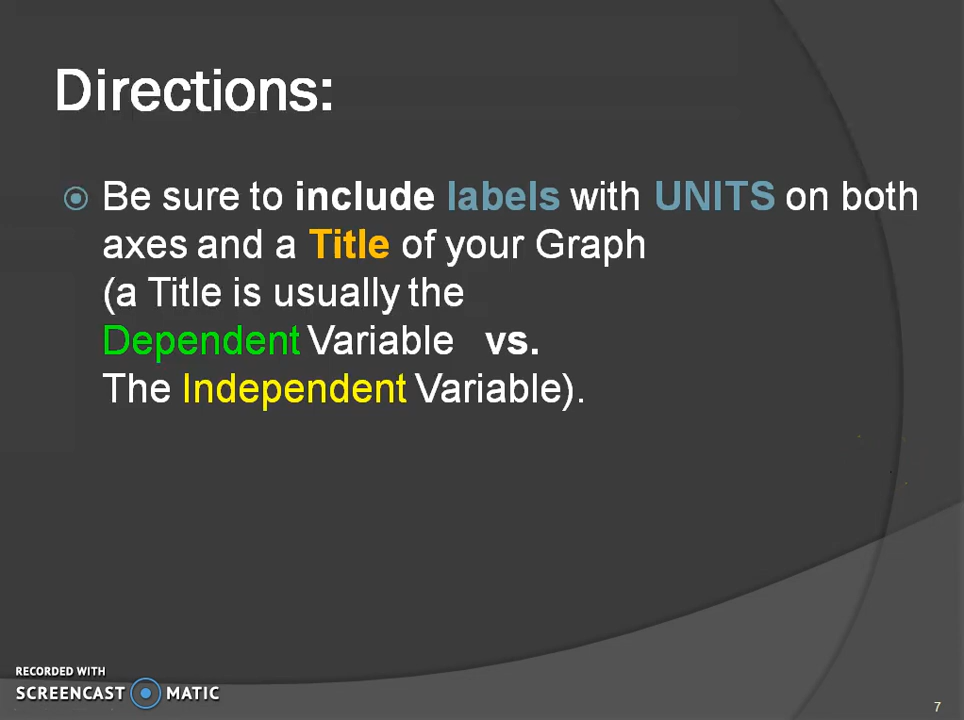 Directions:
Be sure to include labels with UNITS on both
axes and a Title of your Graph
(a Title is usually the
Dependent Variable vs.
The Independent Variable).
RECORDED WITH
SCREENCAST MATIC
7